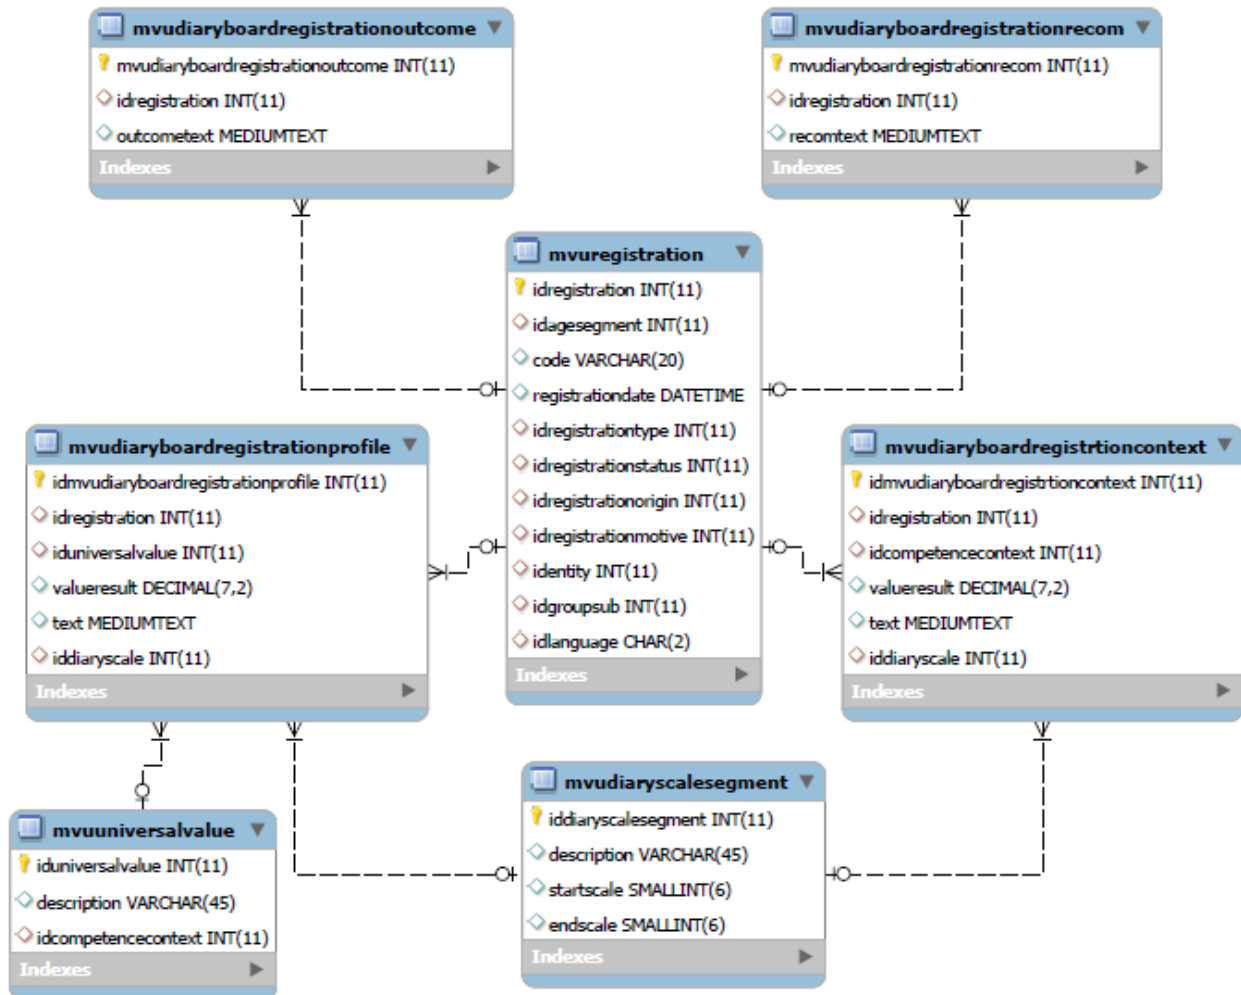 mvudiaryboardregistrationoutcome
mvudiaryboardregistrationoutcome INT(11)
idregistration INT(11)
outcometext MEDIUMTEXT
Indexes
mvudiaryboardregistrationrecom
mvudiaryboardregistrationrecom INT(11)
idregistration INT(11)
recomtext MEDIUMTEXT
Indexes
mvuregistration
idregistration INT(11)
idagesegment INT(11)
code VARCHAR(20)
registrationdate DATETIME
idregistrationtype INT(11)
idregistrationstatus INT(11)
idregistrationorigin INT(11)
idregistrationmotive INT(11)
identity INT(11)
idgroupsub INT(11)
idlanguage CHAR(2)
Indexes
mvudiaryboardregistrationprofile
idmvudiaryboardregistrationprofile INT(11)
idregistration INT(11)
iduniversalvalue INT(11)
valueresult DECIMAL(7,2)
text MEDIUMTEXT
iddiaryscale INT(11)
Indexes
mvudiaryboardregistrtioncontext
idmvudiaryboardregistrtioncontext INT(11)
idregistration INT(11)
idcompetencecontext INT(11)
valueresult DECIMAL(7,2)
text MEDIUMTEXT
iddiaryscale INT(11)
Indexes
mvuuniversalvalue
iduniversalvalue INT(11)
description VARCHAR(45)
idcompetencecontext INT(11)
Indexes
mvudiaryscalesegment
iddiaryscalesegment INT(11)
description VARCHAR(45)
startscale SMALLINT(6)
endscale SMALLINT(6)
Indexes